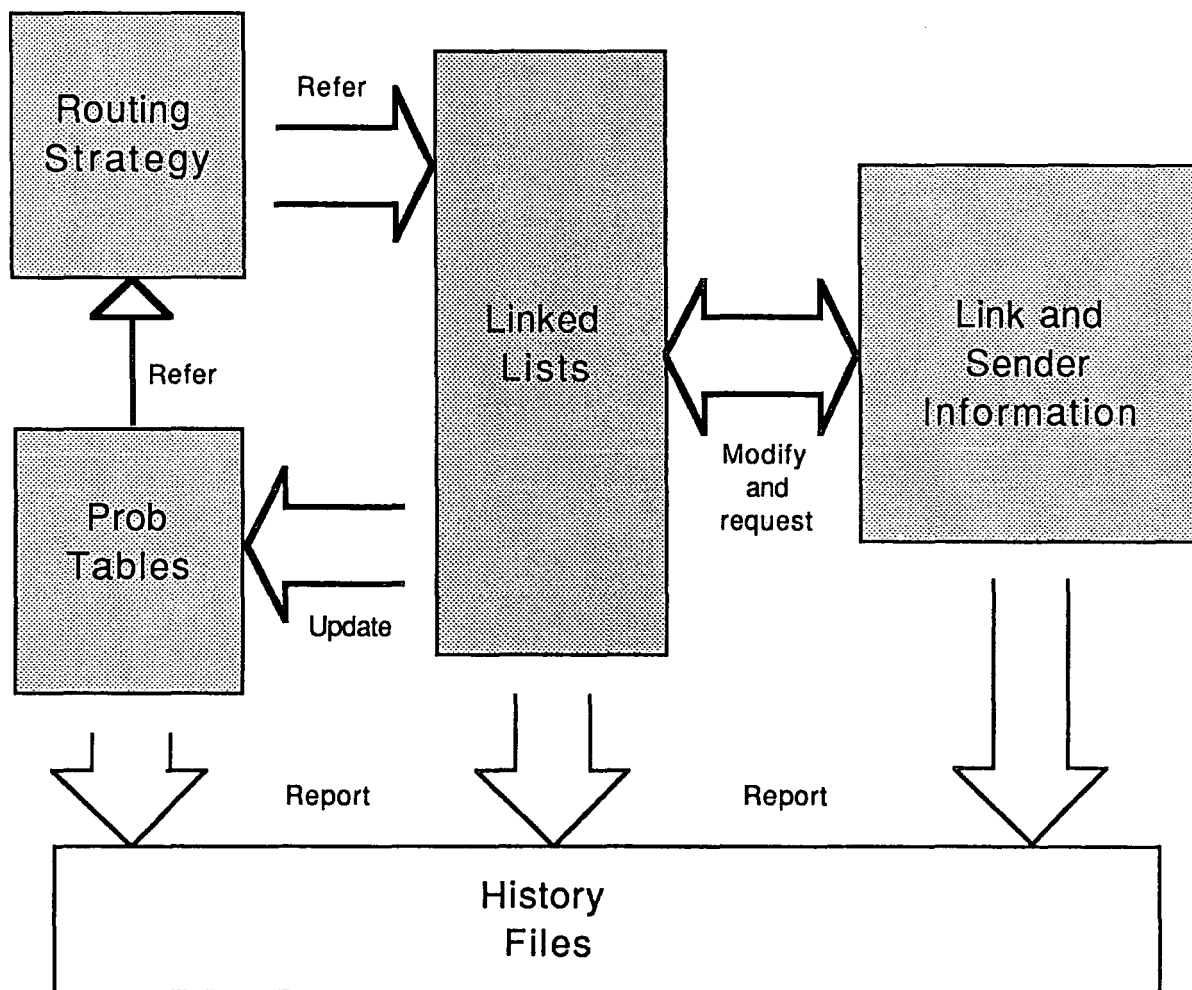 Routing
Strategy
Refer
Linked
Lists
Link and
Sender
Information
Refer
Modify
and
request
Prob
Tables
Update
Report
Report
History
Files